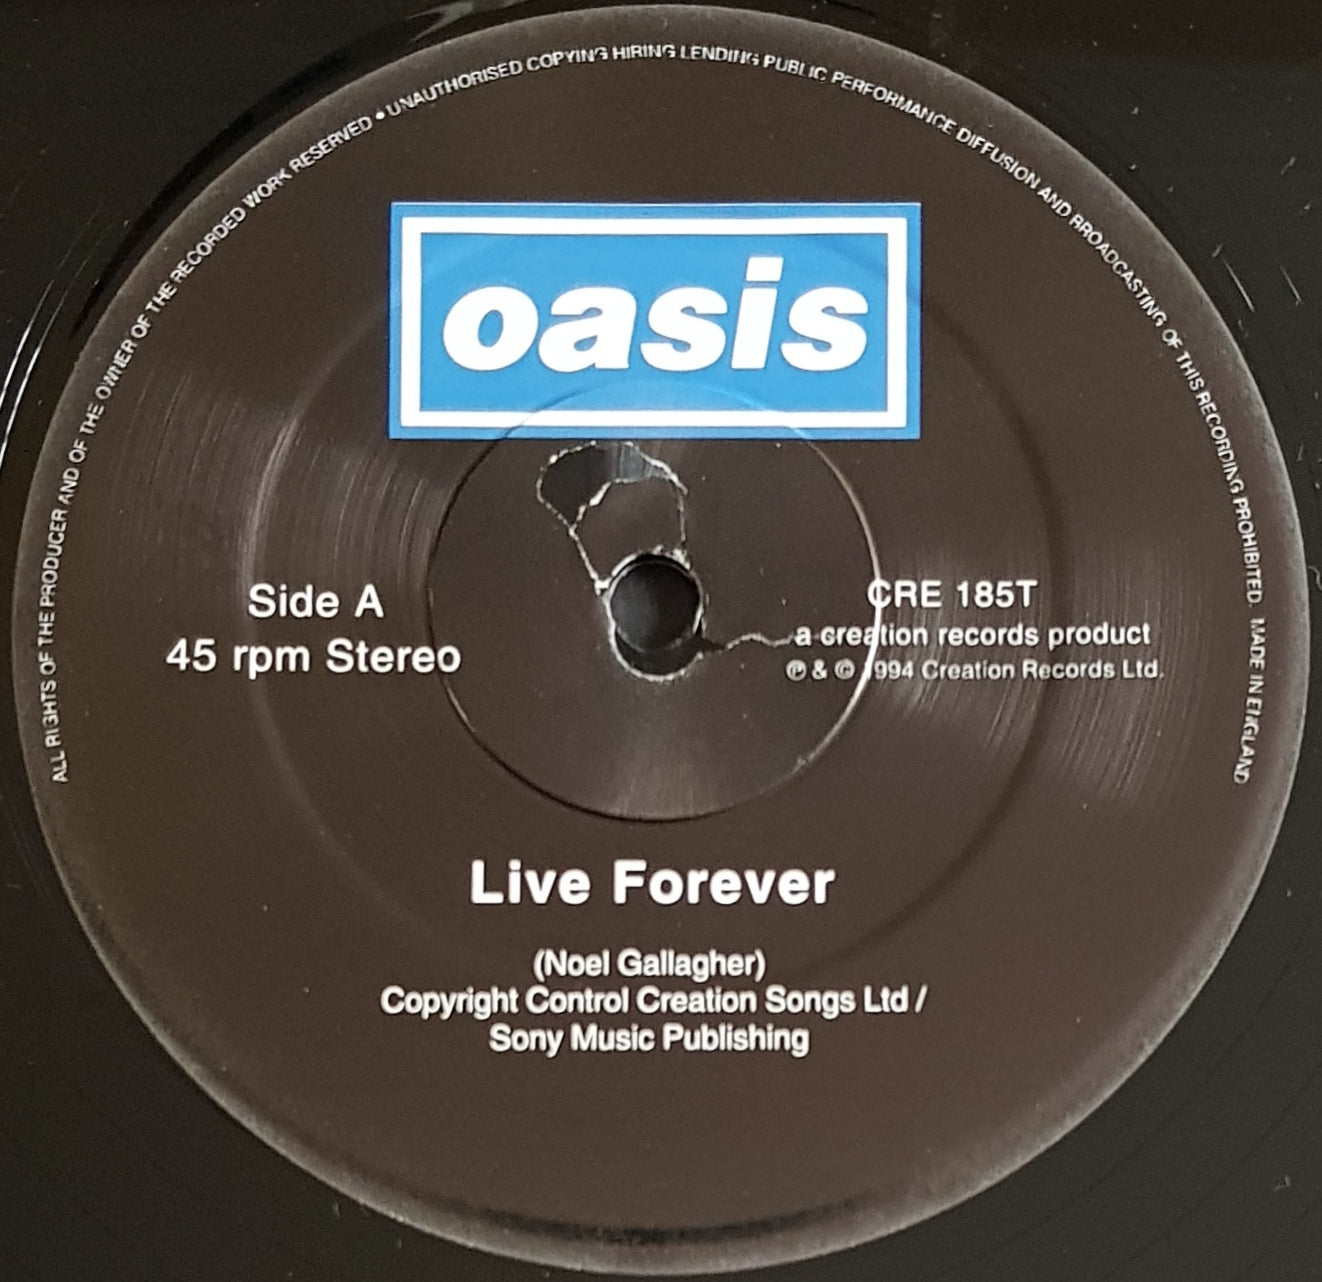 ALL RIGHTS OF THE PRODUCER AND OF THE OWNER OF THE RECORDED WORK RESERVED • UNAUTHORISED COPYING HIRING LENDING PUBLIC PERFORMANCE DIFFUSION AND BROADCASTING OF THIS RECORDING PROHIBITED. MADE IN ENGLAND
oasis
Side A
45 rpm Stereo
CRE 185T
a creation records product
℗ & © 1994 Creation Records Ltd.
Live Forever
(Noel Gallagher)
Copyright Control Creation Songs Ltd /
Sony Music Publishing